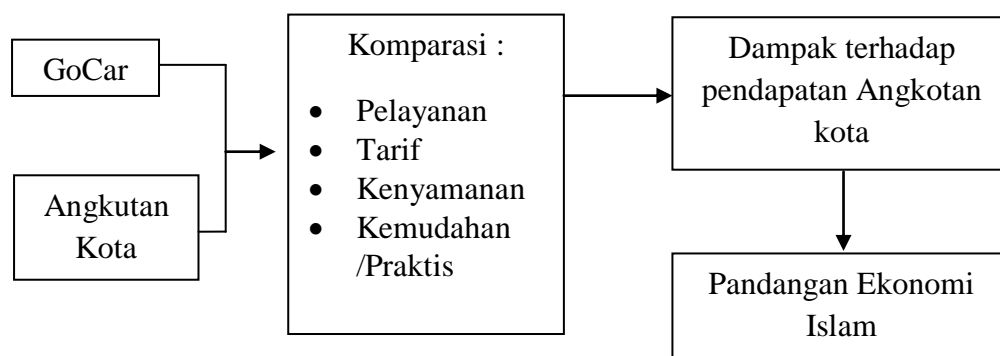 GoCar
Angkutan
Kota
Komparasi :
• Pelayanan
• Tarif
• Kenyamanan
• Kemudahan
/Praktis
Dampak terhadap
pendapatan Angkotan
kota
Pandangan Ekonomi
Islam